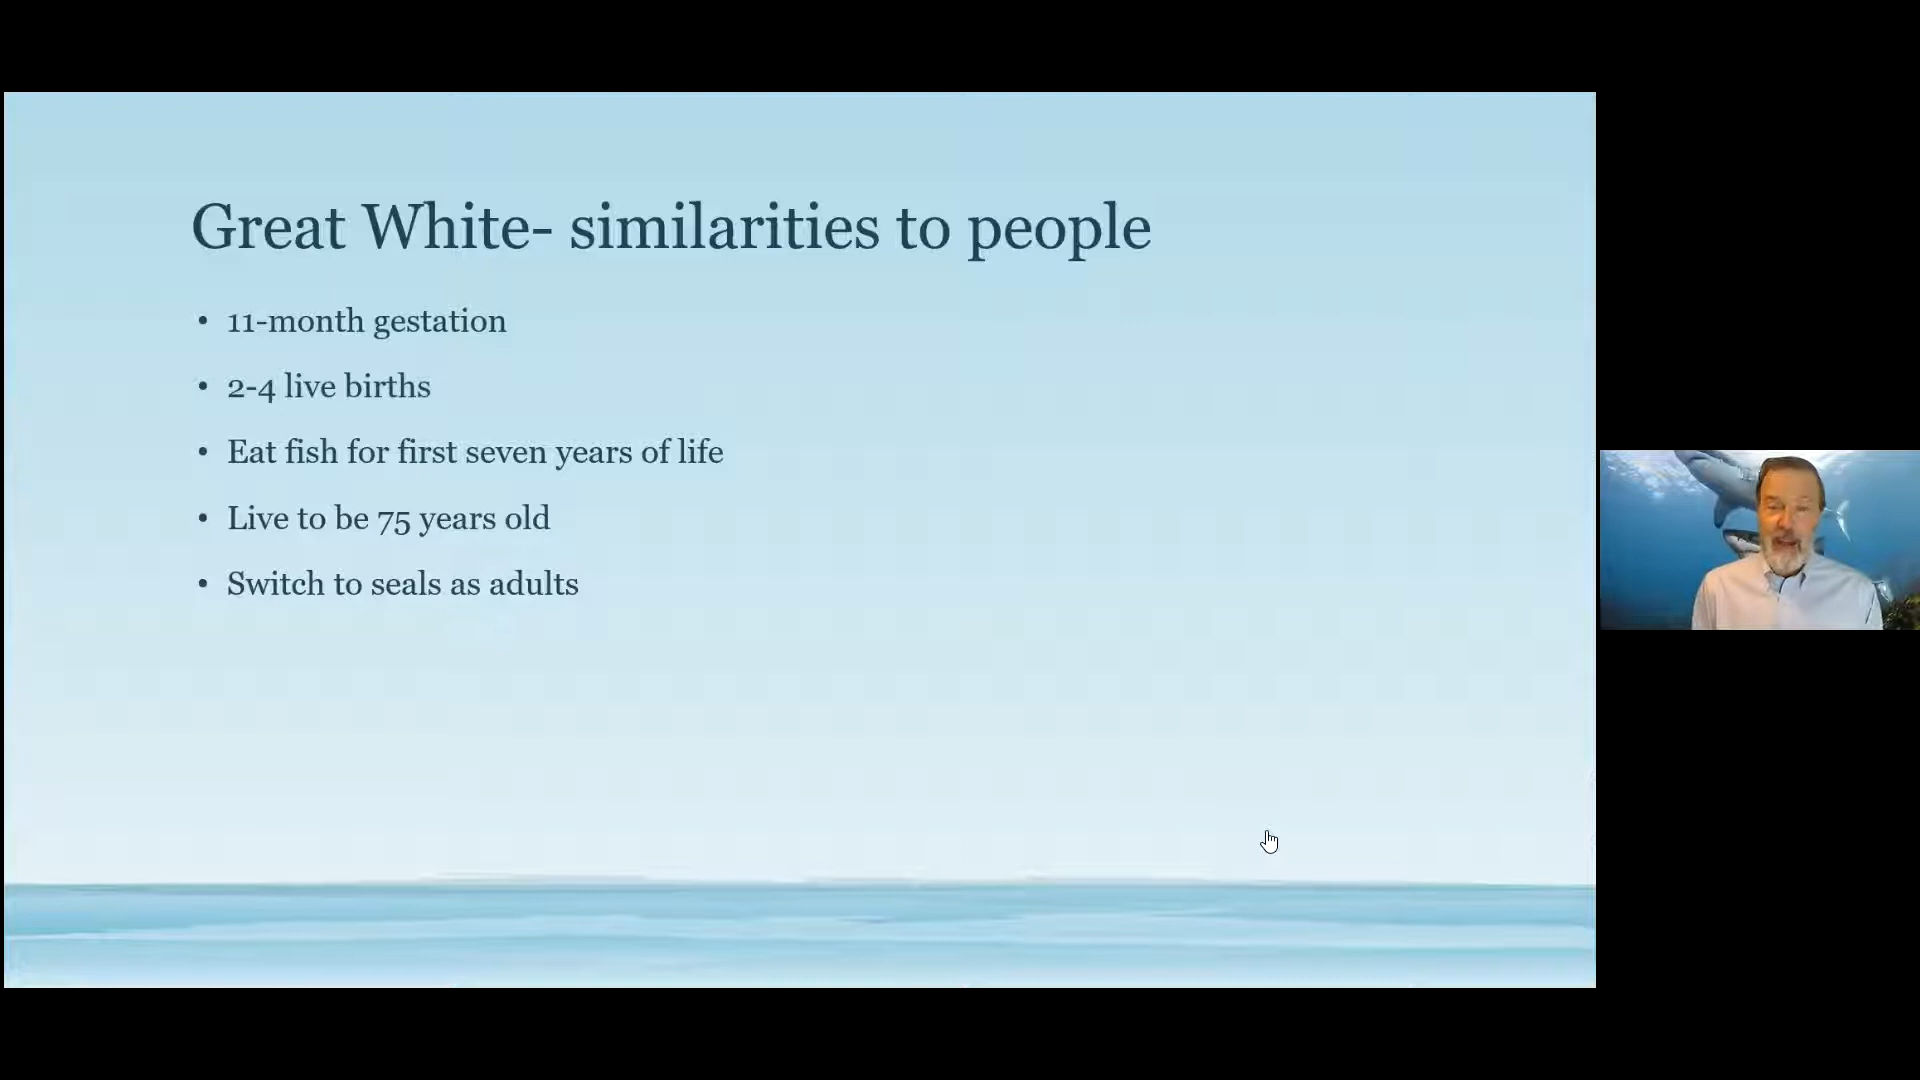 Great White- similarities to people
• 11-month gestation
• 2-4 live births
• Eat fish for first seven years of life
• Live to be 75 years old
• Switch to seals as adults